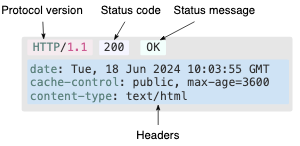 Protocol version Status code Status message
HTTP/1.1 200 OK
date: Tue, 18 Jun 2024 10:03:55 GMT
cache-control: public, max-age=3600
content-type: text/html
Headers